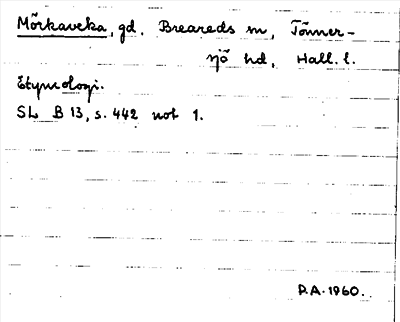 Mörkaveka, gd. Breareds sn, Tönner-
sjö hd, Hall. l.
Etymologi.
SL B 13, s. 442 not 1.
P.A. 1960.